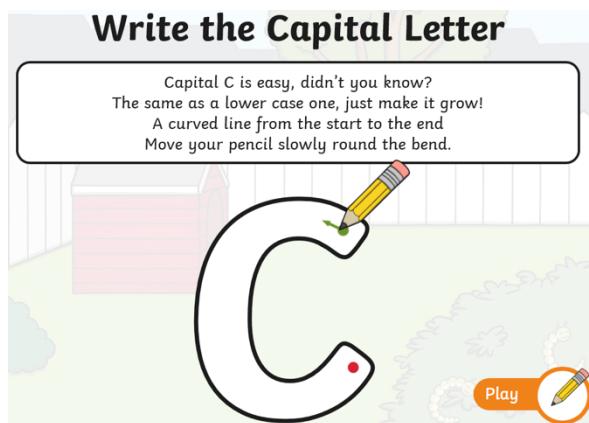 Write the Capital Letter
Capital C is easy, didn't you know?
The same as a lower case one, just make it grow!
A curved line from the start to the end
Move your pencil slowly round the bend.
C
Play